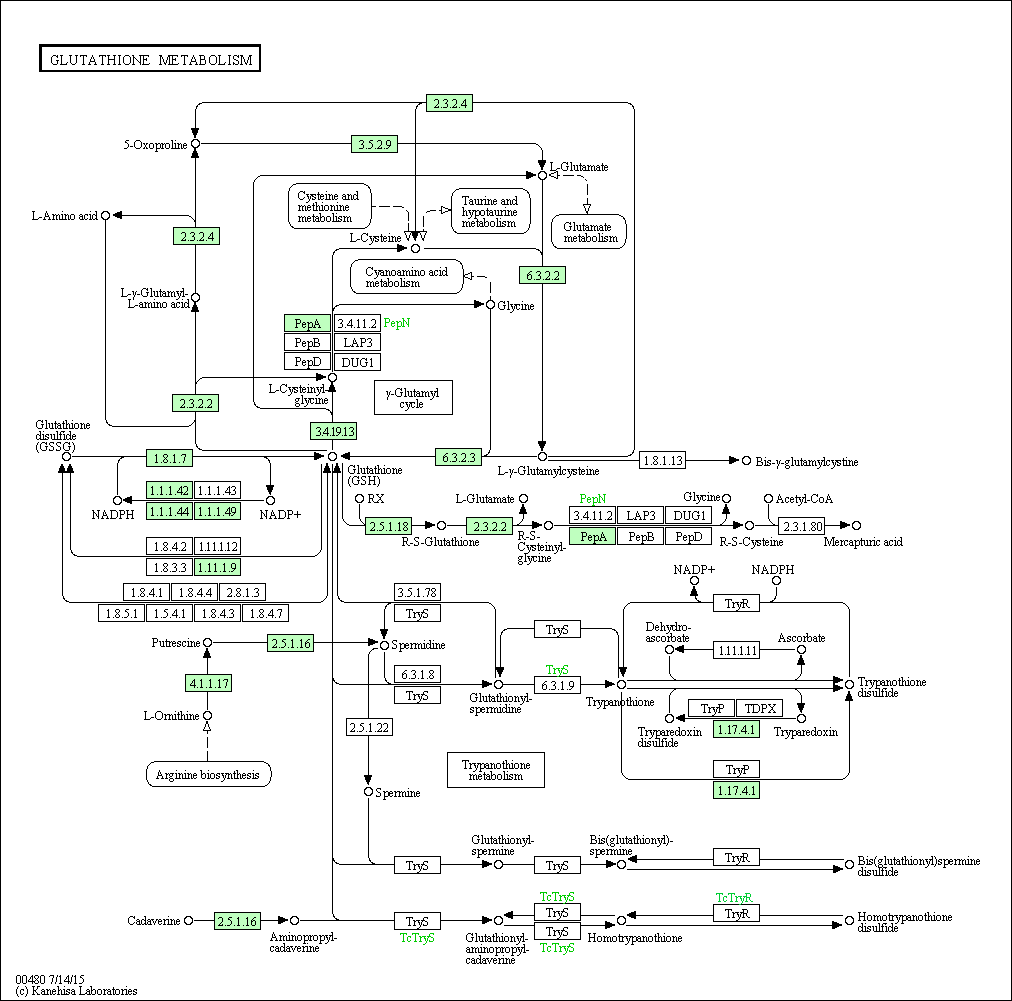 GLUTATHIONE METABOLISM
2.3.2.4
5-Oxoproline
3.5.2.9
L-Glutamate
Cysteine and
methionine
metabolism
Taurine and
hypotaurine
metabolism
L-Amino acid
2.3.2.4
L-Cysteine
Glutamate
metabolism
Cyanoamino acid
metabolism
6.3.2.2
L-γ-Glutamyl-
L-amino acid
Glycine
PepA
3.4.11.2
PepN
PepB
LAP3
PepD
DUG1
L-Cysteinyl-
glycine
γ-Glutamyl
cycle
2.3.2.2
3.4.19.13
Glutathione
disulfide
(GSSG)
1.8.1.7
Glutathione
(GSH)
6.3.2.3
L-γ-Glutamylcysteine
1.8.1.13
Bis-γ-glutamylcystine
1.1.1.42
1.1.1.43
NADPH
1.1.1.44
1.1.1.49
NADP+
RX
L-Glutamate
PepN
Glycine
Acetyl-CoA
3.4.11.2
LAP3
DUG1
2.5.1.18
2.3.2.2
2.3.1.80
PepA
PepB
PepD
R-S-Glutathione
R-S-
Cysteinyl-
glycine
R-S-Cysteine
Mercapturic acid
1.8.4.2
1.11.1.12
1.8.3.3
1.11.1.9
1.8.4.1
1.8.4.4
2.8.1.3
1.8.5.1
1.5.4.1
1.8.4.3
1.8.4.7
3.5.1.78
TryS
NADP+
NADPH
TryR
Putrescine
2.5.1.16
Spermidine
TryS
Dehydro-
ascorbate
Ascorbate
1.11.1.11
4.1.1.17
6.3.1.8
TryS
TryS
6.3.1.9
Glutathionyl-
spermidine
Trypanothione
Trypanothione
disulfide
L-Ornithine
2.5.1.22
TryP
TDPX
1.17.4.1
Tryparedoxin
disulfide
Tryparedoxin
Arginine biosynthesis
Trypanothione
metabolism
TryP
1.17.4.1
Spermine
Glutathionyl-
spermine
Bis(glutathionyl)-
spermine
TryS
TryS
TryR
Bis(glutathionyl)spermine
disulfide
Cadaverine
2.5.1.16
Aminopropyl-
cadaverine
TryS
TcTryS
Glutathionyl-
aminopropyl-
cadaverine
TcTryS
TryS
TryS
TcTryS
Homotrypanothione
TcTryR
TryR
Homotrypanothione
disulfide
00480 7/14/15
(c) Kanehisa Laboratories